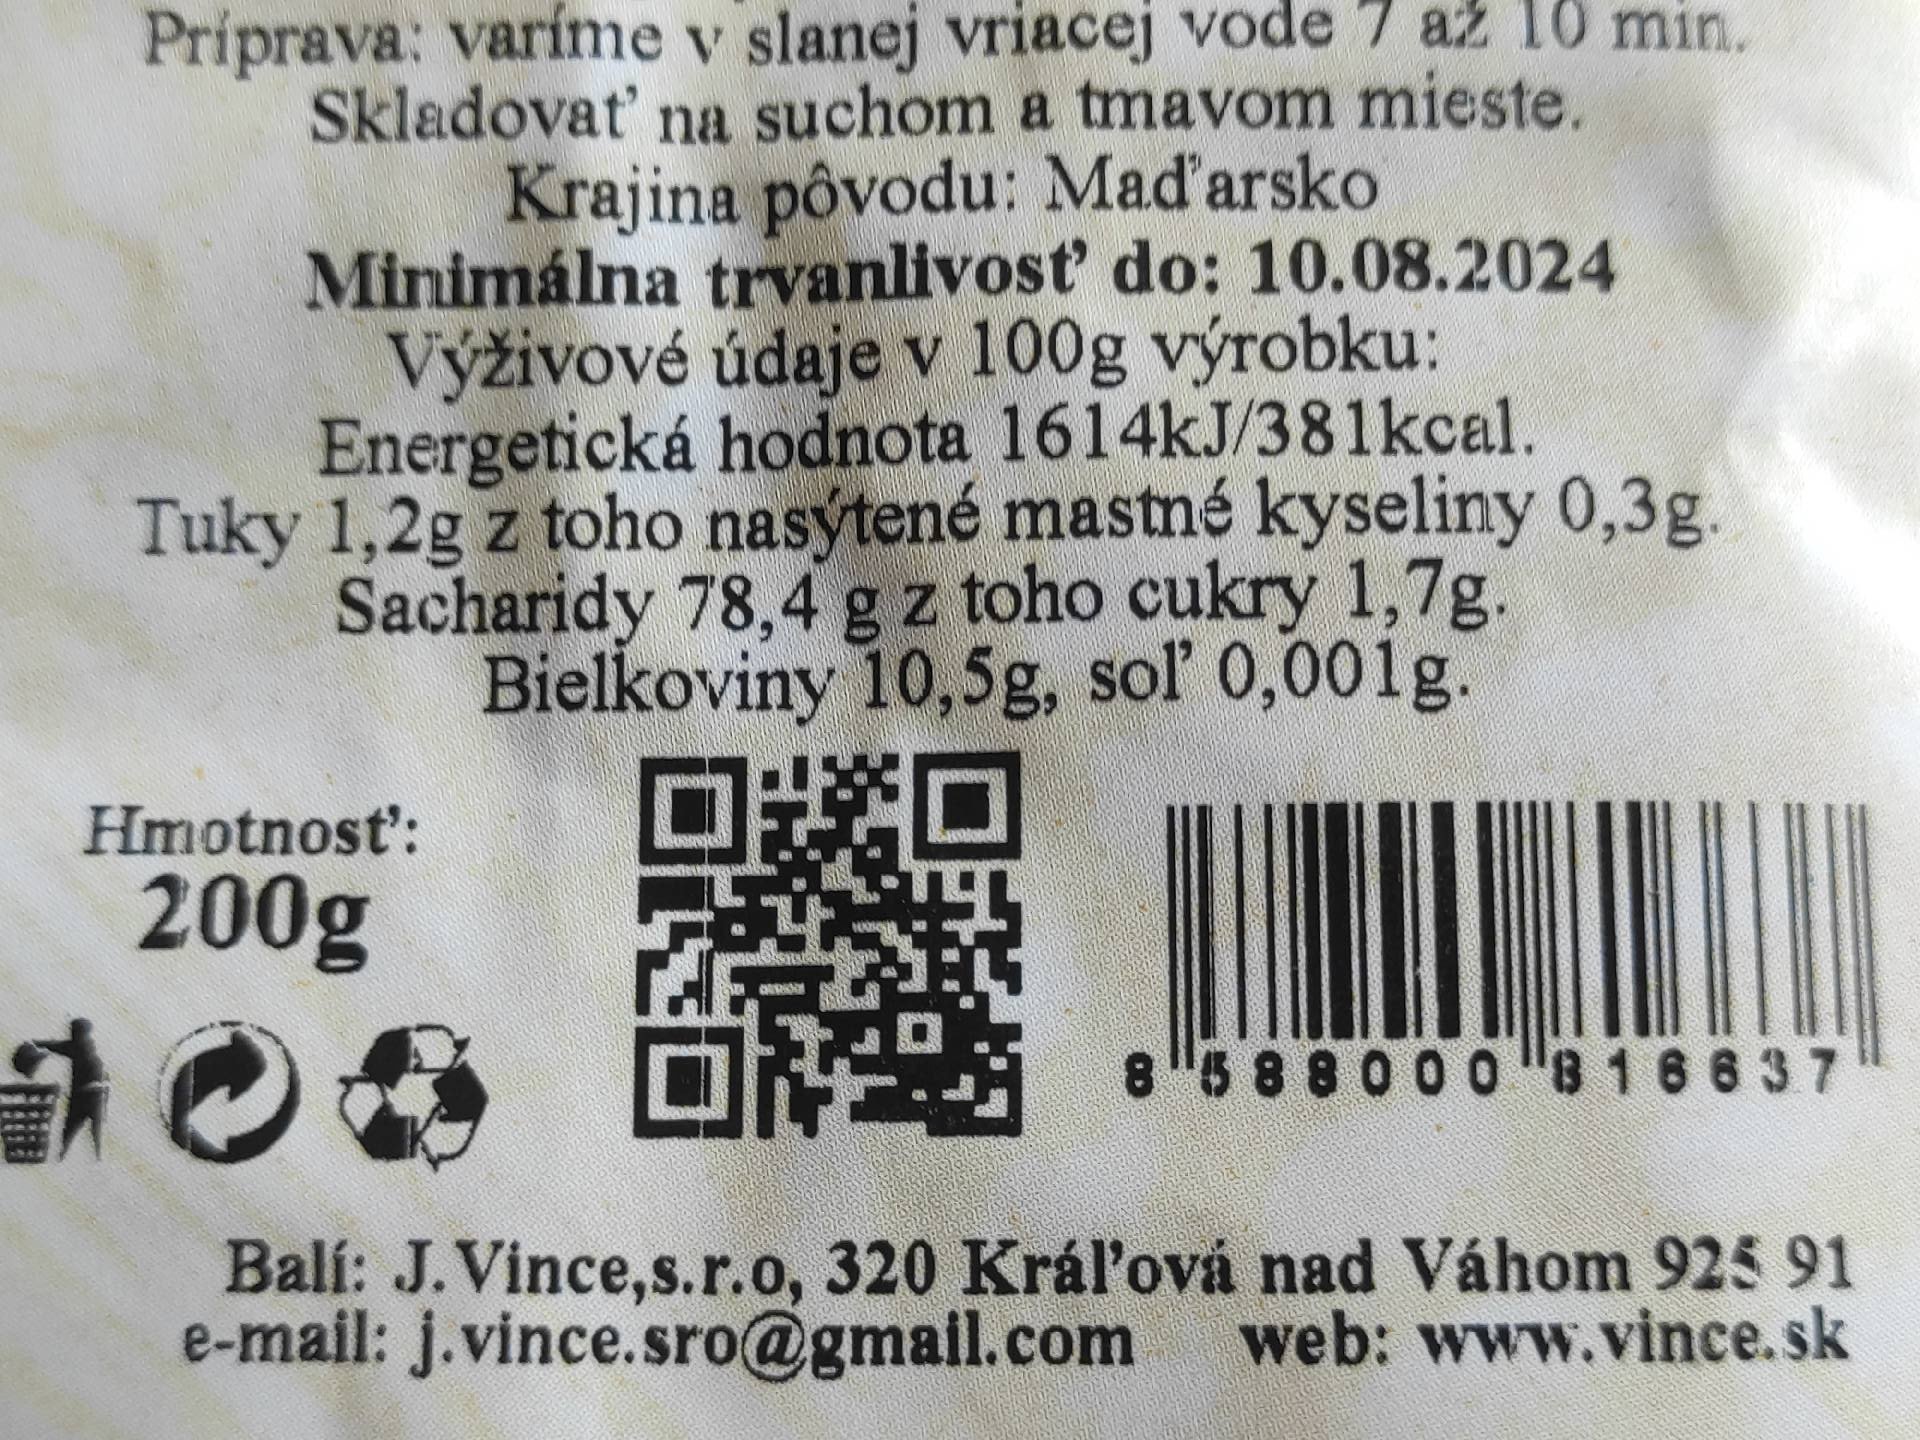 Príprava: varíme v slanej vriacej vode 7 až 10 min.
Skladovať na suchom a tmavom mieste.
Krajina pôvodu: Maďarsko
Minimálna trvanlivosť do: 10.08.2024
Výživové údaje v 100g výrobku:
Energetická hodnota 1614kJ/381kcal.
Tuky 1,2g z toho nasýtené mastné kyseliny 0,3g.
Sacharidy 78,4 g z toho cukry 1,7g.
Bielkoviny 10,5g, soľ 0,001g.
Hmotnosť:
200g
8 588000 816637
Balí: J.Vince,s.r.o, 320 Kráľová nad Váhom 925 91
e-mail: j.vince.sro@gmail.com web: www.vince.sk